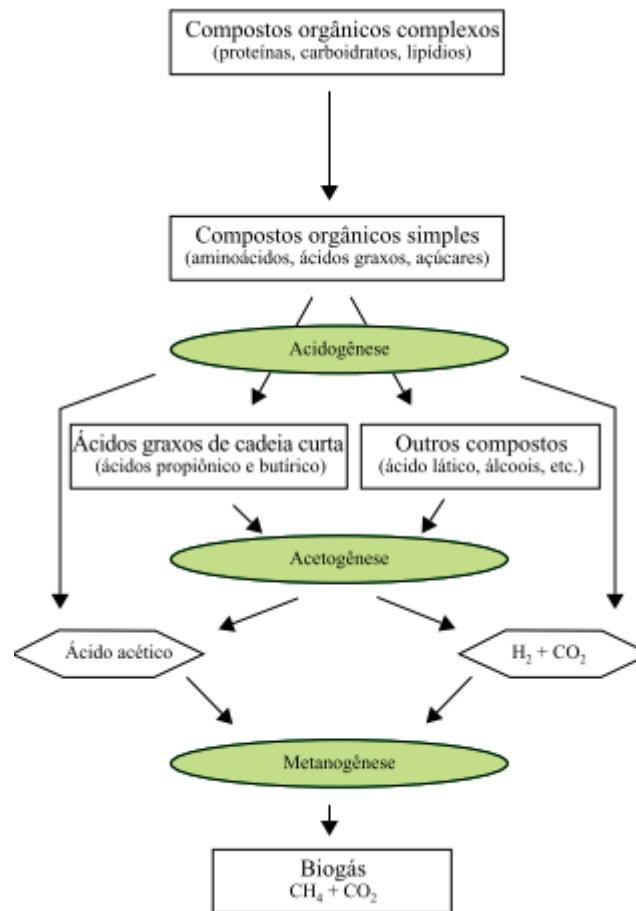 Compostos orgânicos complexos
(proteínas, carboidratos, lipídios)
Compostos orgânicos simples
(aminoácidos, ácidos graxos, açúcares)
Acidogênese
Ácidos graxos de cadeia curta
(ácidos propiônico e butírico)
Outros compostos
(ácido lático, álcoois, etc.)
Acetogênese
Ácido acético
H₂ + CO₂
Metanogênese
Biogás
CH₄ + CO₂